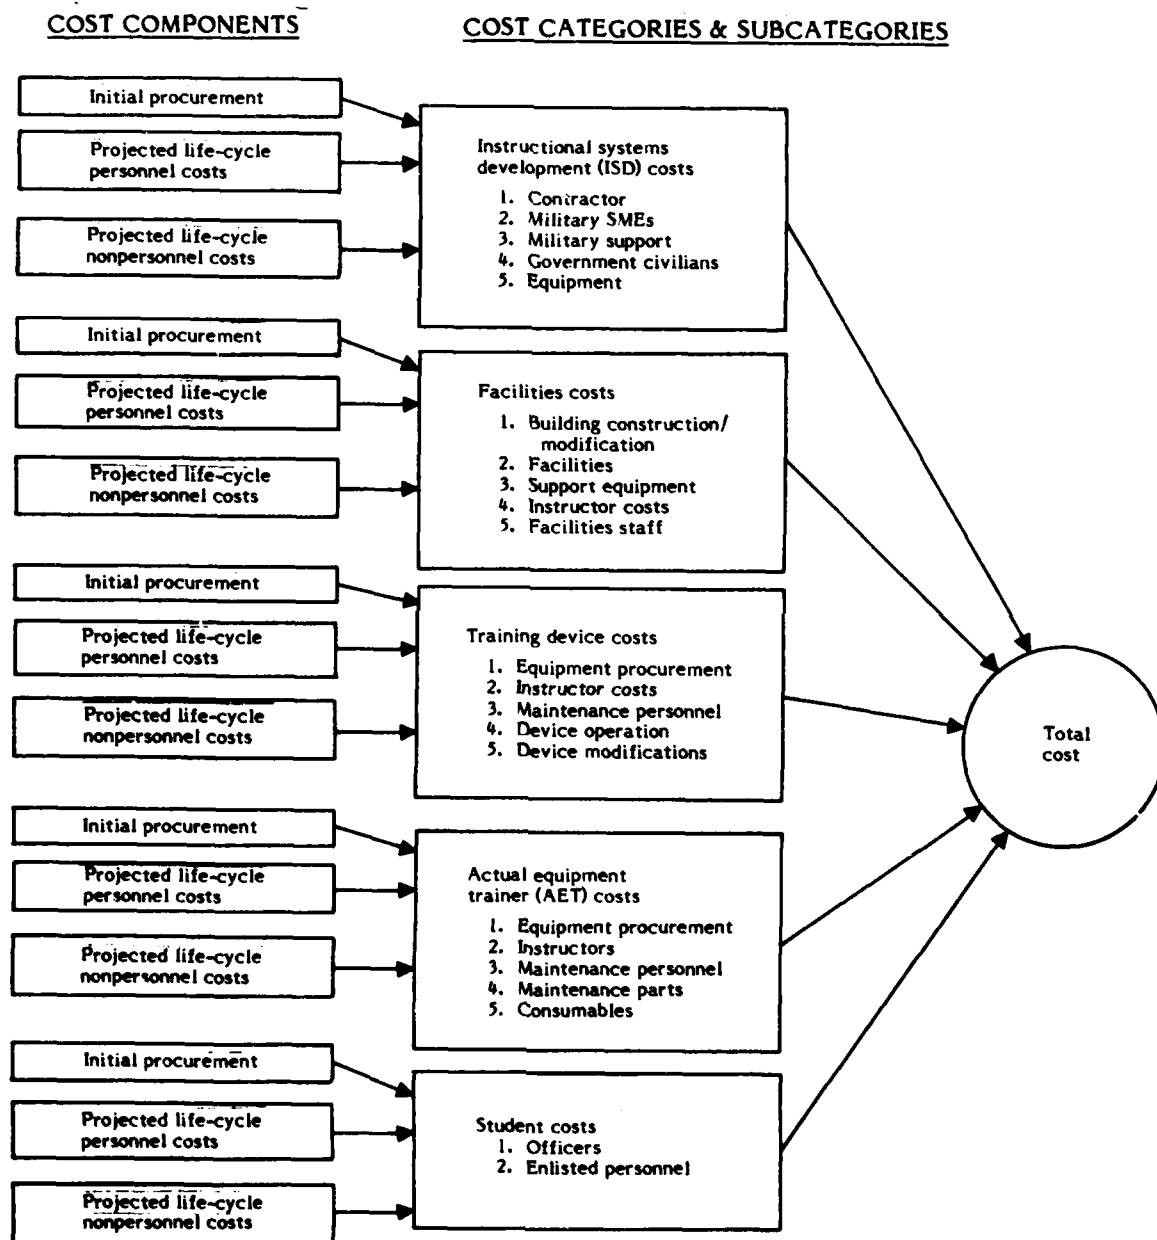 COST COMPONENTS
COST CATEGORIES & SUBCATEGORIES
Initial procurement
Projected life-cycle
personnel costs
Projected life-cycle
nonpersonnel costs
Instructional systems
development (ISD) costs
1. Contractor
2. Military SMEs
3. Military support
4. Government civilians
5. Equipment
Initial procurement
Projected life-cycle
personnel costs
Projected life-cycle
nonpersonnel costs
Facilities costs
1. Building construction/
modification
2. Facilities
3. Support equipment
4. Instructor costs
5. Facilities staff
Initial procurement
Projected life-cycle
personnel costs
Projected life-cycle
nonpersonnel costs
Training device costs
1. Equipment procurement
2. Instructor costs
3. Maintenance personnel
4. Device operation
5. Device modifications
Total
cost
Initial procurement
Projected life-cycle
personnel costs
Projected life-cycle
nonpersonnel costs
Actual equipment
trainer (AET) costs
1. Equipment procurement
2. Instructors
3. Maintenance personnel
4. Maintenance parts
5. Consumables
Initial procurement
Projected life-cycle
personnel costs
Projected life-cycle
nonpersonnel costs
Student costs
1. Officers
2. Enlisted personnel